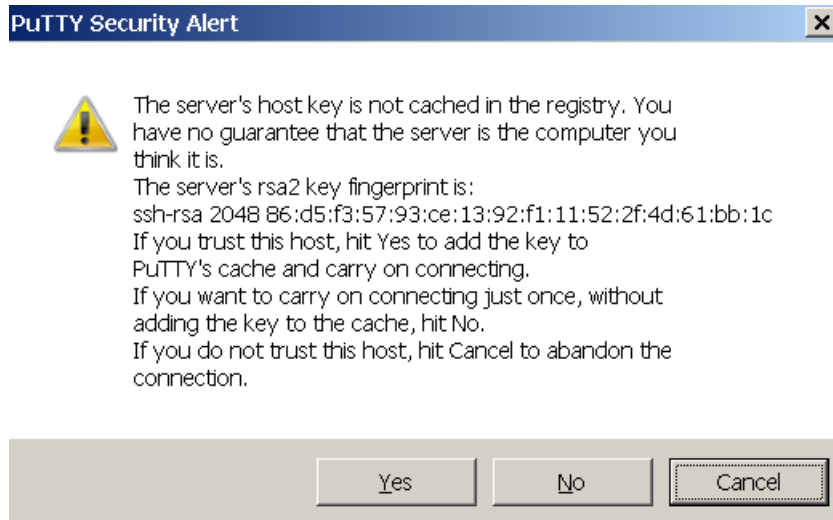 PuTTY Security Alert
The server's host key is not cached in the registry. You
have no guarantee that the server is the computer you
think it is.
The server's rsa2 key fingerprint is:
ssh-rsa 2048 86:d5:f3:57:93:ce:13:92:f1:11:52:2f:4d:61:bb:1c
If you trust this host, hit Yes to add the key to
PuTTY's cache and carry on connecting.
If you want to carry on connecting just once, without
adding the key to the cache, hit No.
If you do not trust this host, hit Cancel to abandon the
connection.
Yes No Cancel